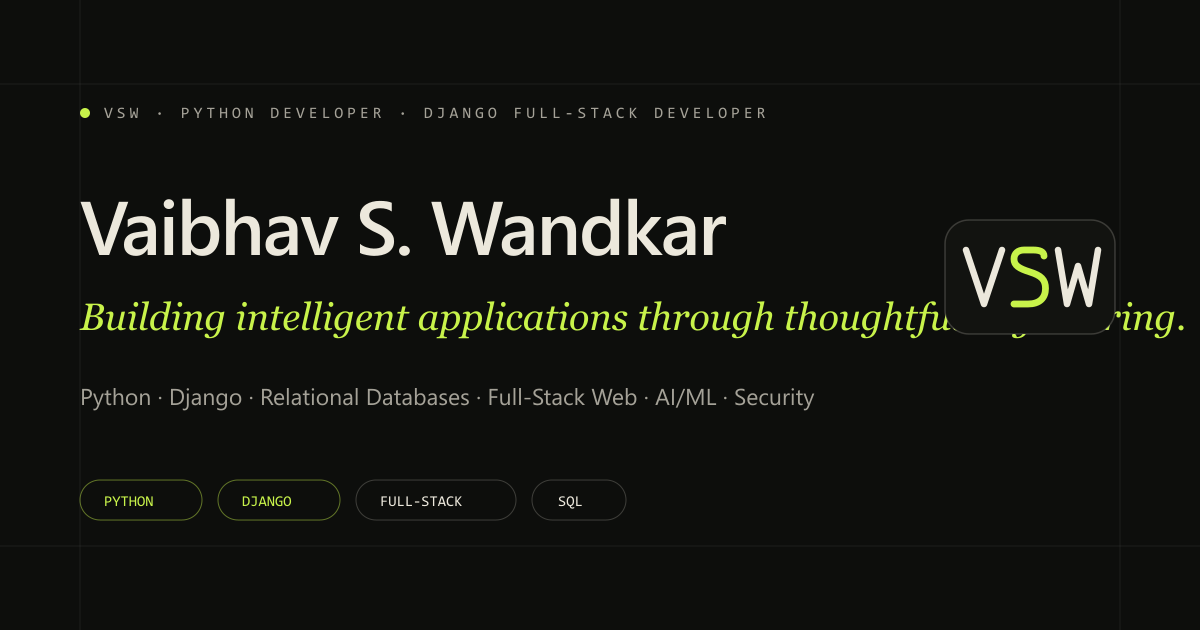 VSW · PYTHON DEVELOPER · DJANGO FULL-STACK DEVELOPER
Vaibhav S. Wandkar
VSW
Building intelligent applications through
Python · Django · Relational Databases · Full-Stack Web · AI/ML · Security
PYTHON
DJANGO
FULL-STACK
SQL